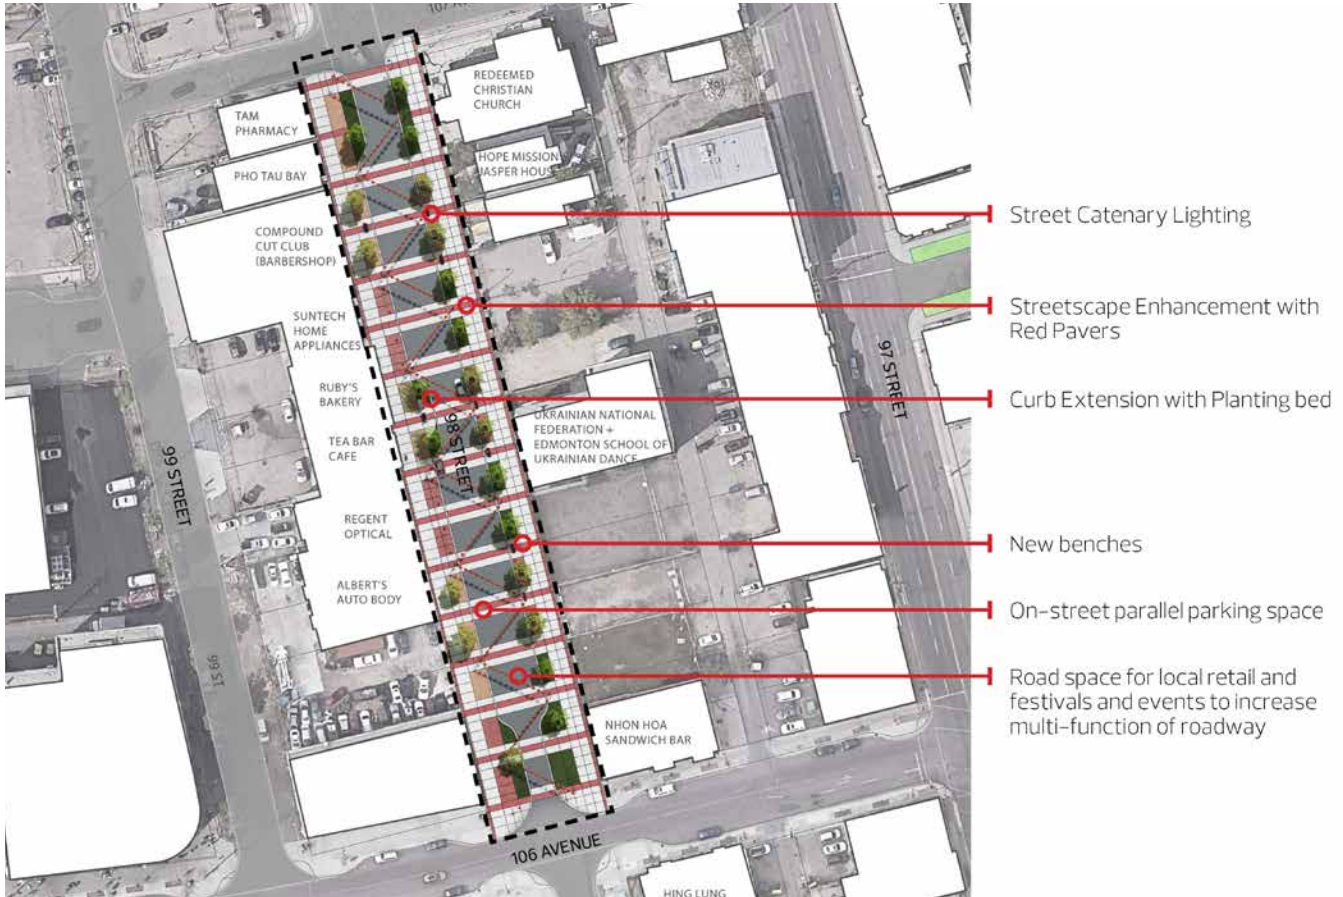 107 A
REDEEMED
CHRISTIAN
CHURCH
TAM
PHARMACY
HOPE MISSION
JASPER HOUSE
PHO TAU BAY
COMPOUND
CUT CLUB
(BARBERSHOP)
SUNTECH
HOME
APPLIANCES
RUBY'S
BAKERY
TEA BAR
CAFE
REGENT
OPTICAL
ALBERT'S
AUTO BODY
98 STREET
UKRAINIAN NATIONAL
FEDERATION +
EDMONTON SCHOOL OF
UKRAINIAN DANCE
97 STREET
99 STREET
99 ST
NHON HOA
SANDWICH BAR
106 AVENUE
HING LUNG
Street Catenary Lighting
Streetscape Enhancement with
Red Pavers
Curb Extension with Planting bed
New benches
On-street parallel parking space
Road space for local retail and
festivals and events to increase
multi-function of roadway